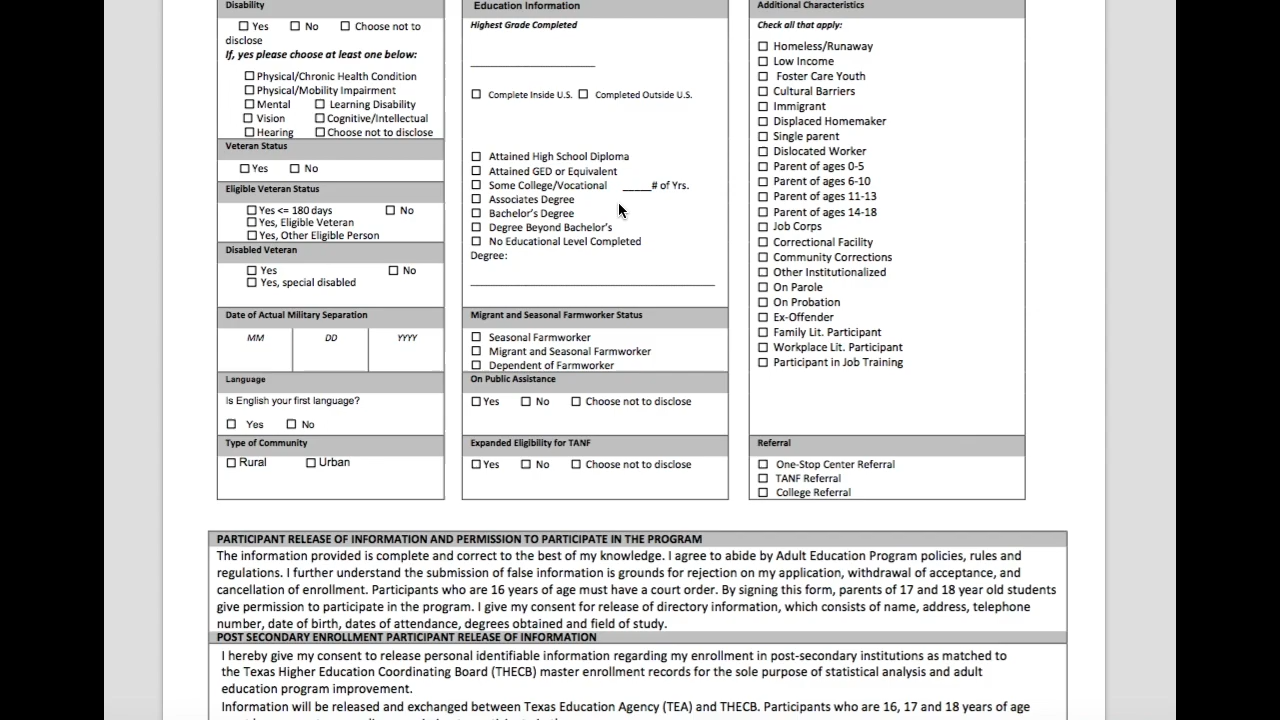 Disability
Yes No Choose not to
disclose
If, yes please choose at least one below:
Physical/Chronic Health Condition
Physical/Mobility Impairment
Mental Learning Disability
Vision Cognitive/Intellectual
Hearing Choose not to disclose
Veteran Status
Yes No
Eligible Veteran Status
Yes <= 180 days No
Yes, Eligible Veteran
Yes, Other Eligible Person
Disabled Veteran
Yes No
Yes, special disabled
Date of Actual Military Separation
MM DD YYYY
Language
Is English your first language?
Yes No
Type of Community
Rural Urban
Education Information
Highest Grade Completed
Complete Inside U.S. Completed Outside U.S.
Attained High School Diploma
Attained GED or Equivalent
Some College/Vocational _____# of Yrs.
Associates Degree
Bachelor's Degree
Degree Beyond Bachelor's
No Educational Level Completed
Degree:
Migrant and Seasonal Farmworker Status
Seasonal Farmworker
Migrant and Seasonal Farmworker
Dependent of Farmworker
On Public Assistance
Yes No Choose not to disclose
Expanded Eligibility for TANF
Yes No Choose not to disclose
Additional Characteristics
Check all that apply:
Homeless/Runaway
Low Income
Foster Care Youth
Cultural Barriers
Immigrant
Displaced Homemaker
Single parent
Dislocated Worker
Parent of ages 0-5
Parent of ages 6-10
Parent of ages 11-13
Parent of ages 14-18
Job Corps
Correctional Facility
Community Corrections
Other Institutionalized
On Parole
On Probation
Ex-Offender
Family Lit. Participant
Workplace Lit. Participant
Participant in Job Training
Referral
One-Stop Center Referral
TANF Referral
College Referral
PARTICIPANT RELEASE OF INFORMATION AND PERMISSION TO PARTICIPATE IN THE PROGRAM
The information provided is complete and correct to the best of my knowledge. I agree to abide by Adult Education Program policies, rules and
regulations. I further understand the submission of false information is grounds for rejection on my application, withdrawal of acceptance, and
cancellation of enrollment. Participants who are 16 years of age must have a court order. By signing this form, parents of 17 and 18 year old students
give permission to participate in the program. I give my consent for release of directory information, which consists of name, address, telephone
number, date of birth, dates of attendance, degrees obtained and field of study.
POST SECONDARY ENROLLMENT PARTICIPANT RELEASE OF INFORMATION
I hereby give my consent to release personal identifiable information regarding my enrollment in post-secondary institutions as matched to
the Texas Higher Education Coordinating Board (THECB) master enrollment records for the sole purpose of statistical analysis and adult
education program improvement.
Information will be released and exchanged between Texas Education Agency (TEA) and THECB. Participants who are 16, 17 and 18 years of age